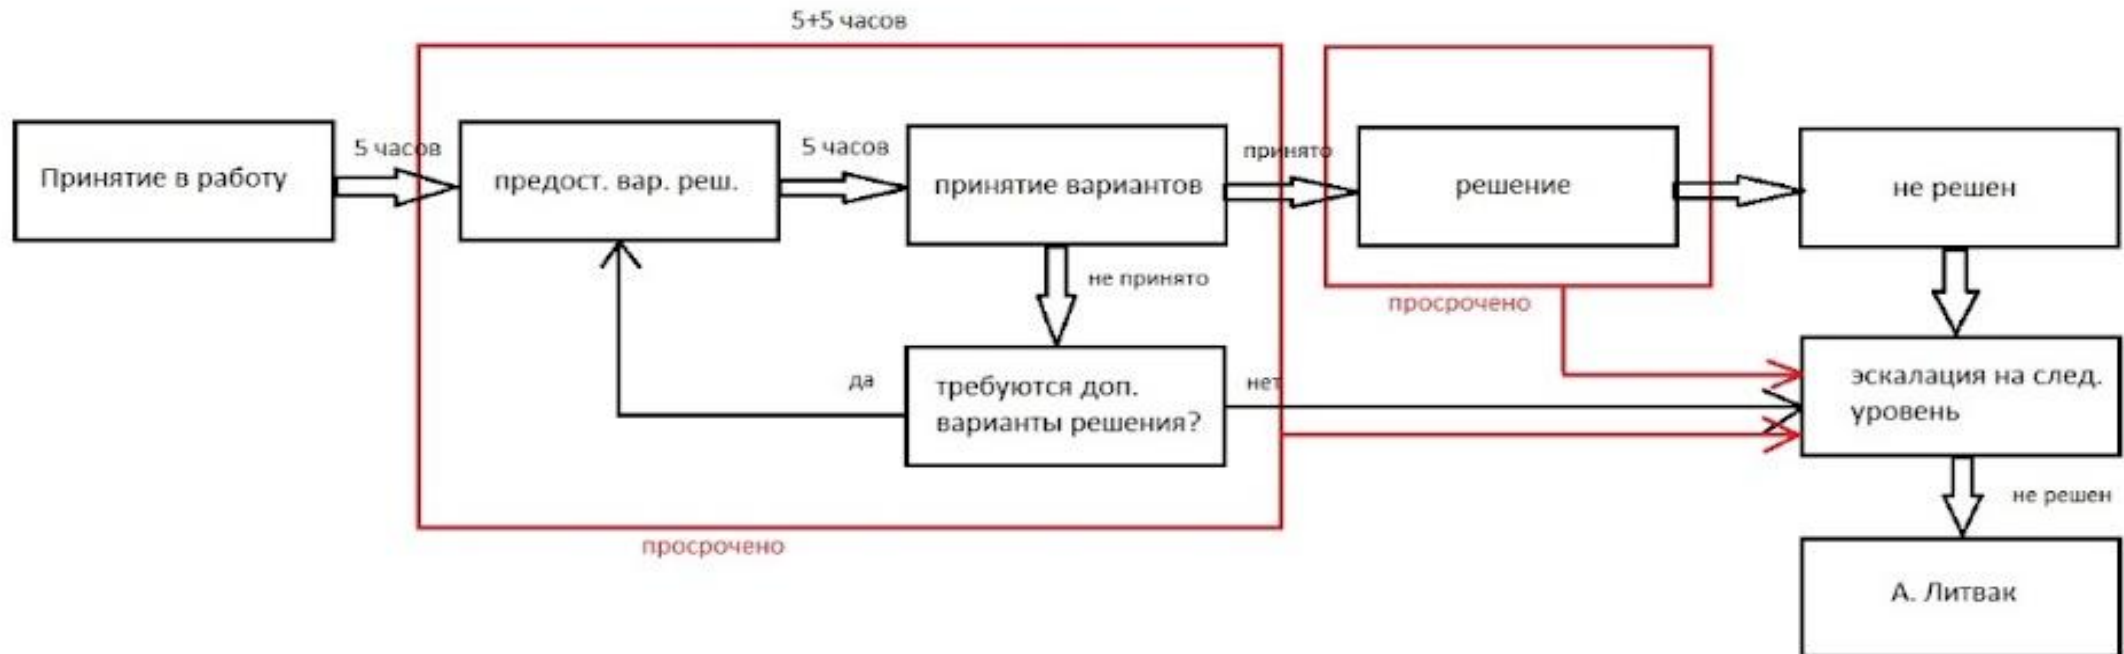 5+5 часов
Принятие в работу
5 часов
предост. вар. реш.
5 часов
принятие вариантов
принято
решение
не решен
не принято
просрочено
да
требуются доп.
варианты решения?
нет
эскалация на след.
уровень
не решен
просрочено
А. Литвак